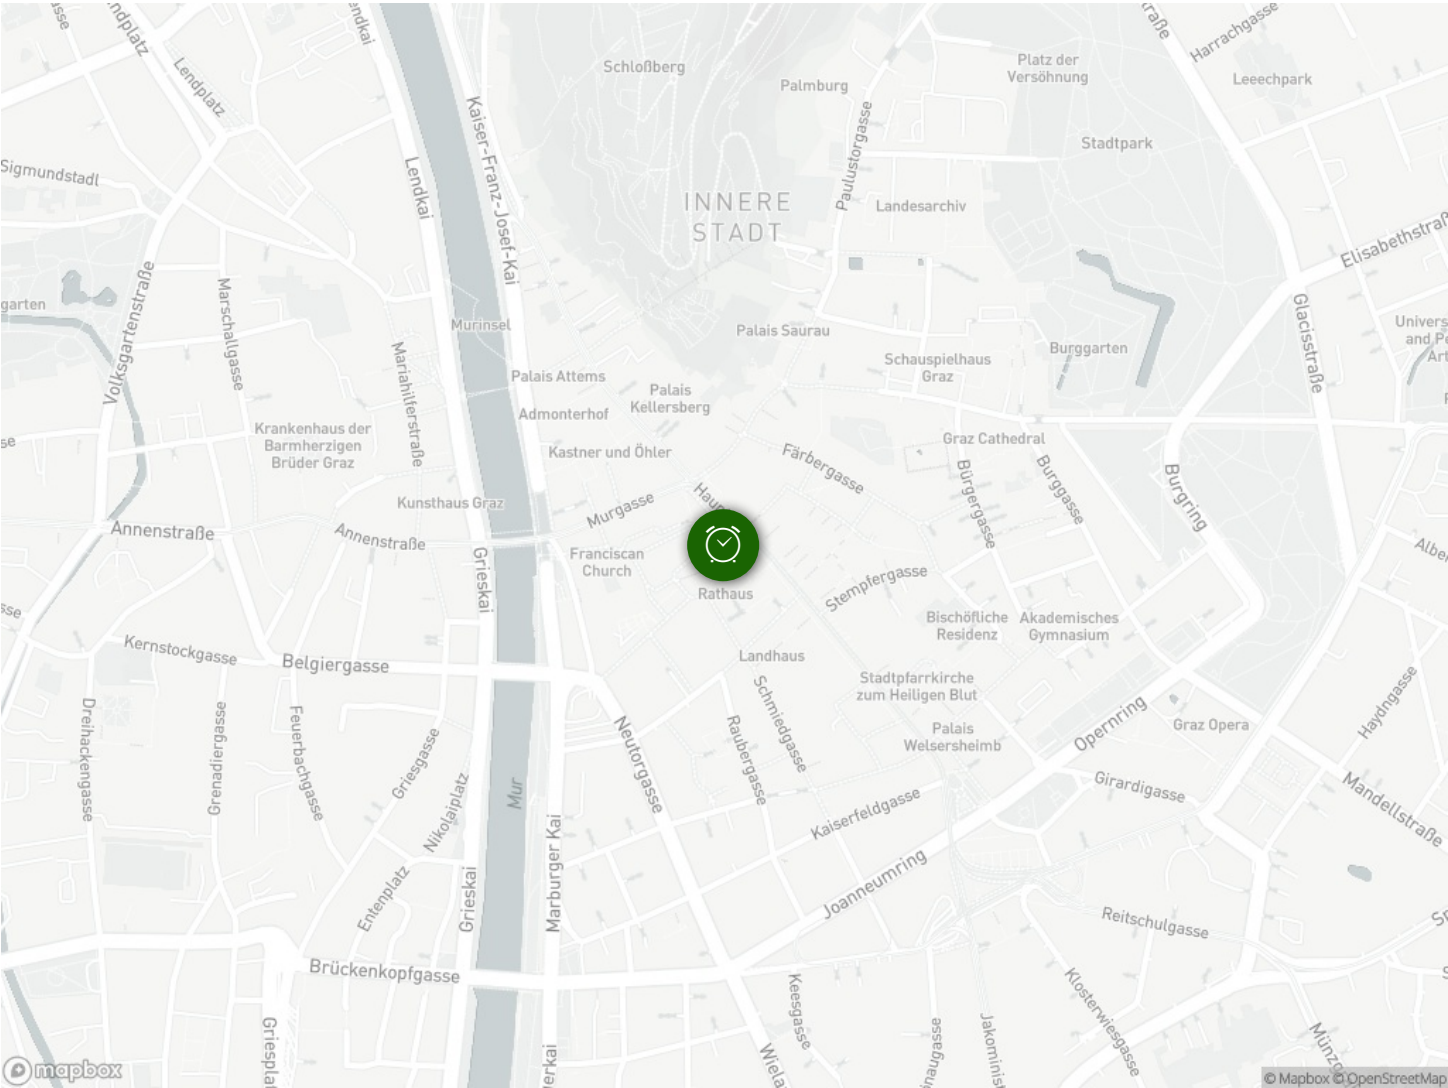 Lendplatz
Lendplatz
Sigmundstadl
Volksgartenstraße
Marschallgasse
Mariahilferstraße
Lendkai
Kaiser-Franz-Josef-Kai
Schloßberg
Palmburg
Platz der
Versöhnung
Harrachgasse
Leeechpark
Stadtpark
Paulustorgasse
INNERE
STADT
Landesarchiv
Glacisstraße
Murinsel
Palais Saurau
Schauspielhaus
Graz
Burggarten
Palais Attems
Palais
Kellersberg
Admonterhof
Krankenhaus der
Barmherzigen
Brüder Graz
Kastner und Öhler
Graz Cathedral
Färbergasse
Bürgergasse
Burggasse
Burgring
Kunsthaus Graz
Murgasse
Annenstraße
Annenstraße
Grieskai
Franciscan
Church
Rathaus
Stempfergasse
Bischöfliche
Residenz
Akademisches
Gymnasium
Kernstockgasse
Belgiergasse
Landhaus
Stadtpfarrkirche
zum Heiligen Blut
Palais
Welsersheimb
Schmiedgasse
Raubergasse
Neutorgasse
Opernring
Graz Opera
Haydngasse
Dreihackengasse
Grenadiergasse
Feuerbachgasse
Griesgasse
Nikolaiplatz
Mur
Marburger Kai
Kaiserfeldgasse
Girardigasse
Mandellstraße
Entenplatz
Grieskai
Joanneumring
Reitschulgasse
Brückenkopfgasse
Keesgasse
Klosterwiesgasse
mapbox
© Mapbox © OpenStreetMap